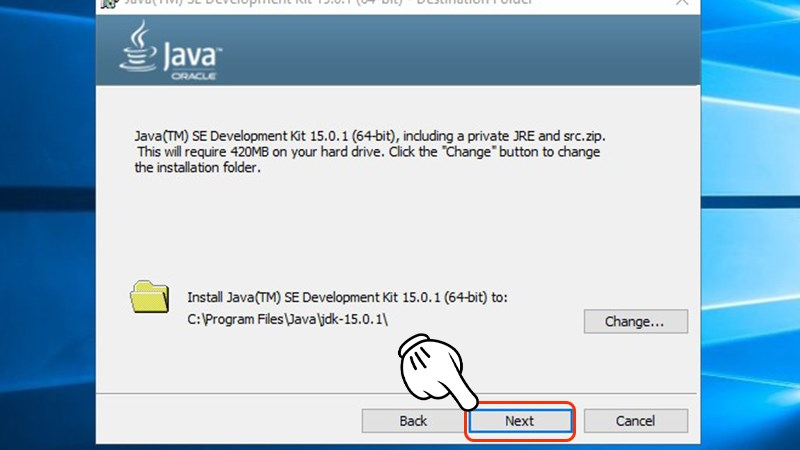 Java(TM) SE Development Kit 15.0.1 (64-bit) - Destination Folder
Java™
ORACLE
Java(TM) SE Development Kit 15.0.1 (64-bit), including a private JRE and src.zip.
This will require 420MB on your hard drive. Click the "Change" button to change
the installation folder.
Install Java(TM) SE Development Kit 15.0.1 (64-bit) to:
C:\Program Files\Java\jdk-15.0.1\
Change...
Back
Next
Cancel